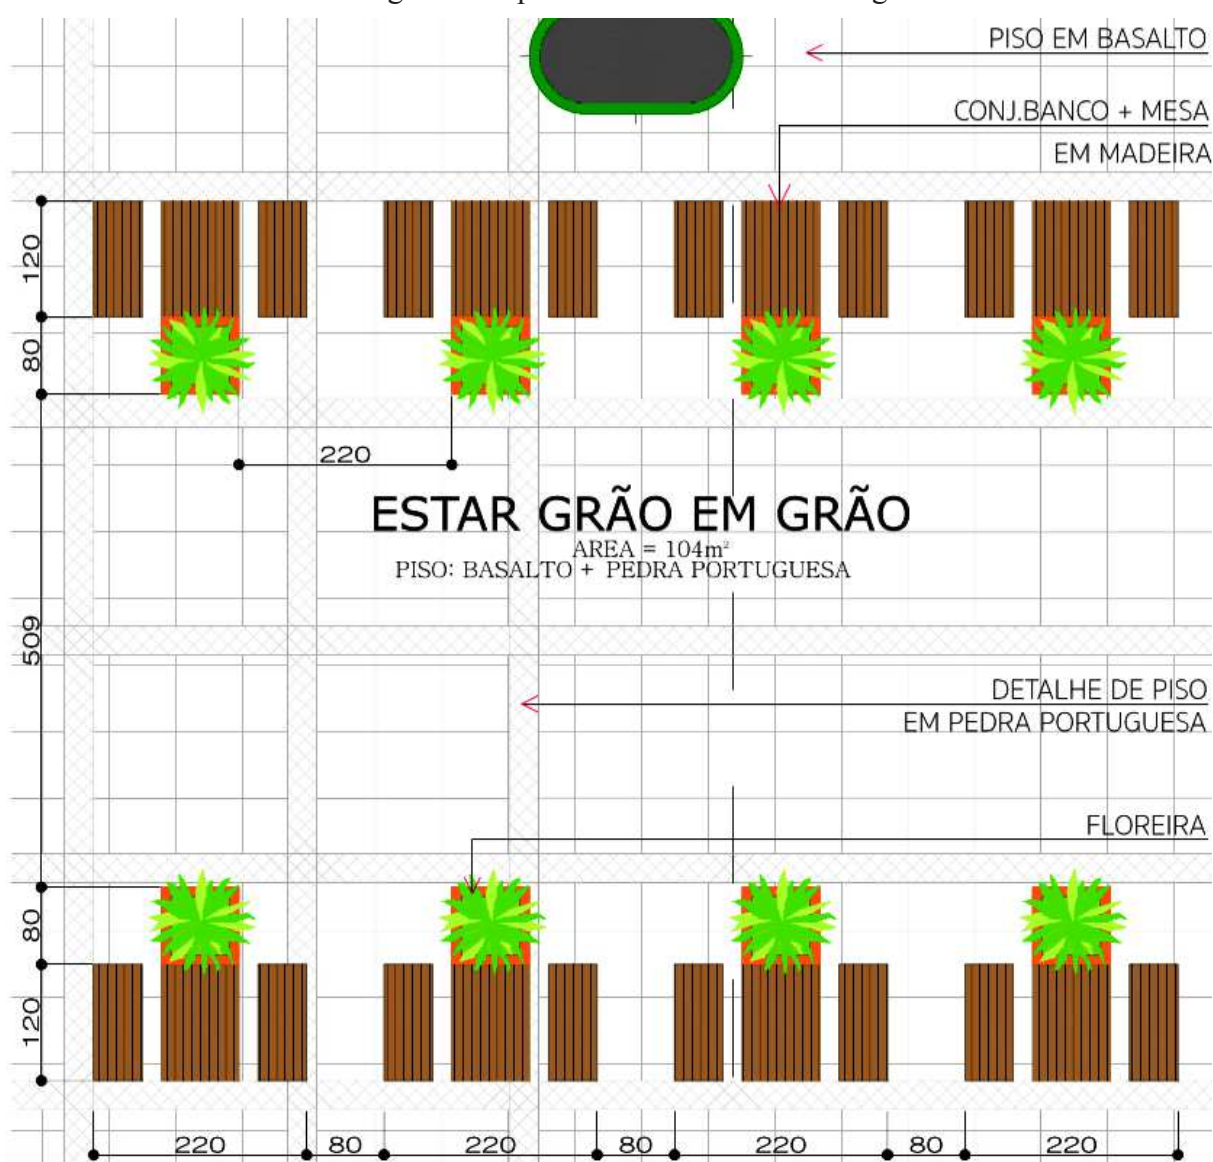 PISO EM BASALTO
CONJ.BANCO + MESA
EM MADEIRA
120
80
220
ESTAR GRÃO EM GRÃO
AREA = 104m²
PISO: BASALTO + PEDRA PORTUGUESA
509
DETALHE DE PISO
EM PEDRA PORTUGUESA
FLOREIRA
80
120
220
80
220
80
220
80
220